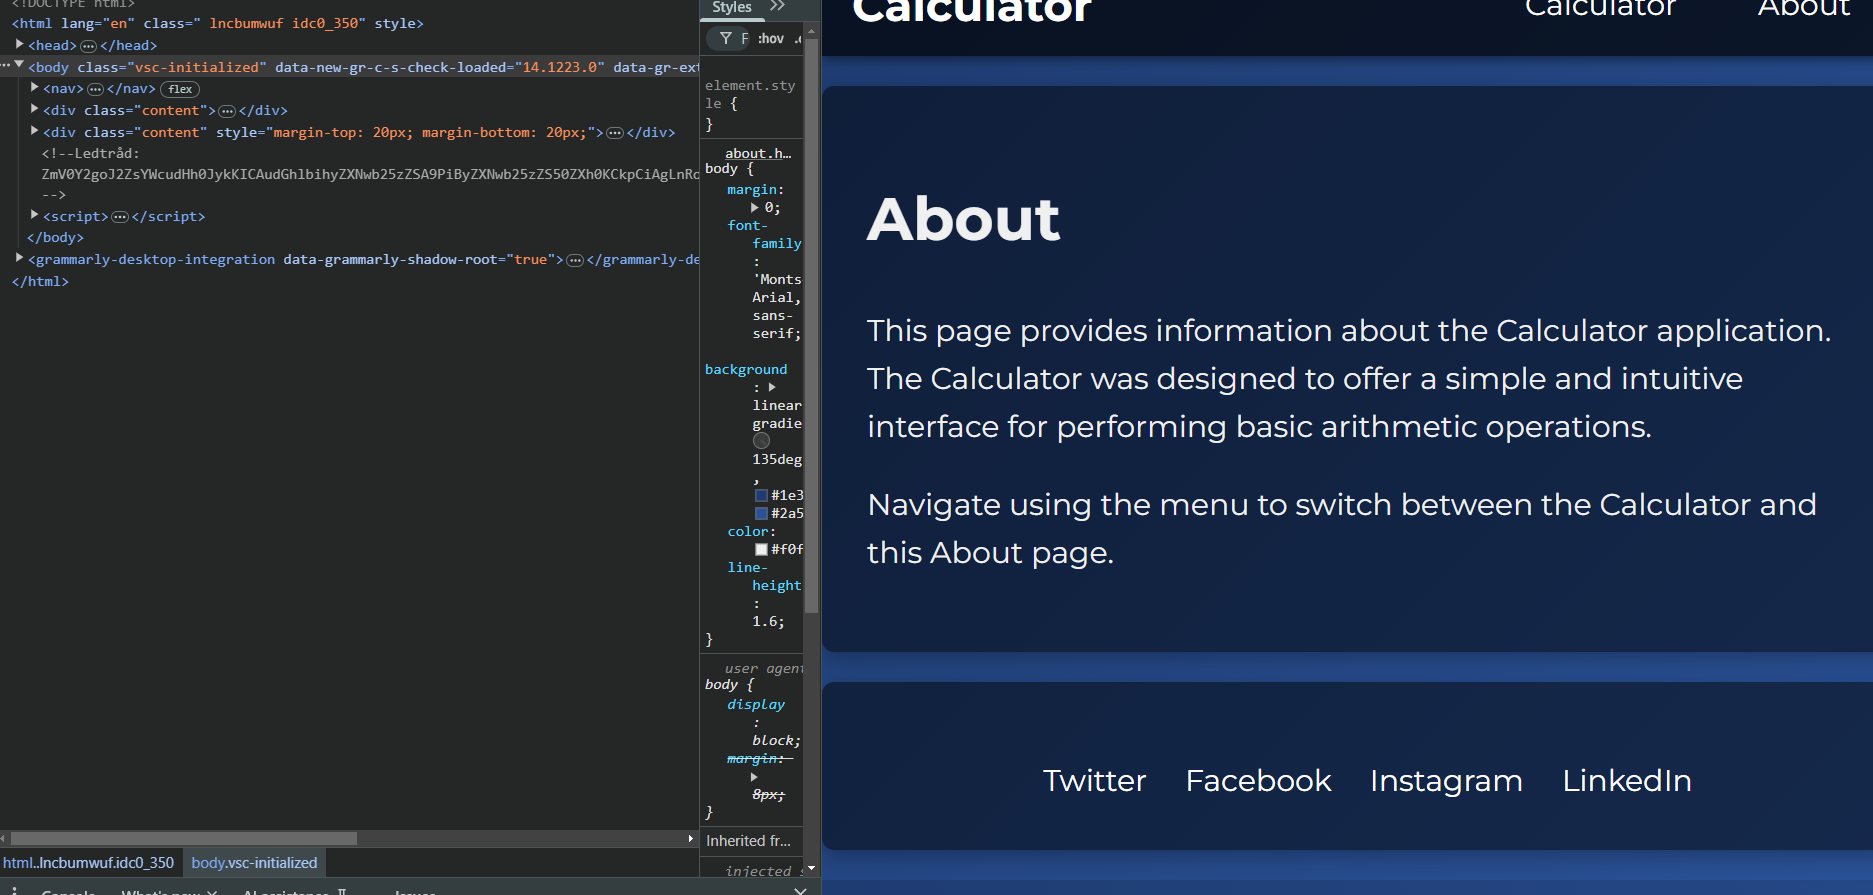 <!DOCTYPE html>
<html lang="en" class=" lncbumwuf idc0_350" style>
<head> </head>
<body class="vsc-initialized" data-new-gr-c-s-check-loaded="14.1223.0" data-gr-ext
<nav> </nav> flex
<div class="content"> </div>
<div class="content" style="margin-top: 20px; margin-bottom: 20px;"> </div>
<!--Ledtråd:
-->
<script> </script>
</body>
<grammarly-desktop-integration data-grammarly-shadow-root="true"> </grammarly-de
</html>
html..lncbumwuf.idc0_350 body.vsc-initialized
Console What's new AI assistance Issues
Styles
F :hov
element.sty
le {
}
about.h…
body {
margin:
0;
font-
family
:
'Monts
Arial,
sans-
serif;
background
:
linear
gradie
135deg
,
#1e3
#2a5
color:
#f0f
line-
height
:
1.6;
}
user agent
body {
display
:
block;
margin:
8px;
}
Inherited fr…
injected s
Calculator
Calculator About
About
This page provides information about the Calculator application.
The Calculator was designed to offer a simple and intuitive
interface for performing basic arithmetic operations.
Navigate using the menu to switch between the Calculator and
this About page.
Twitter Facebook Instagram LinkedIn